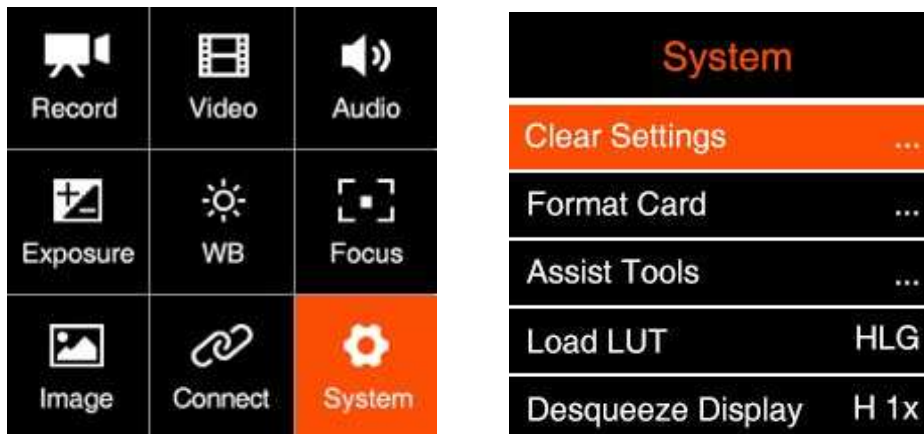 Record Video Audio
Exposure WB Focus
Image Connect System
System
Clear Settings ...
Format Card ...
Assist Tools ...
Load LUT HLG
Desqueeze Display H 1x